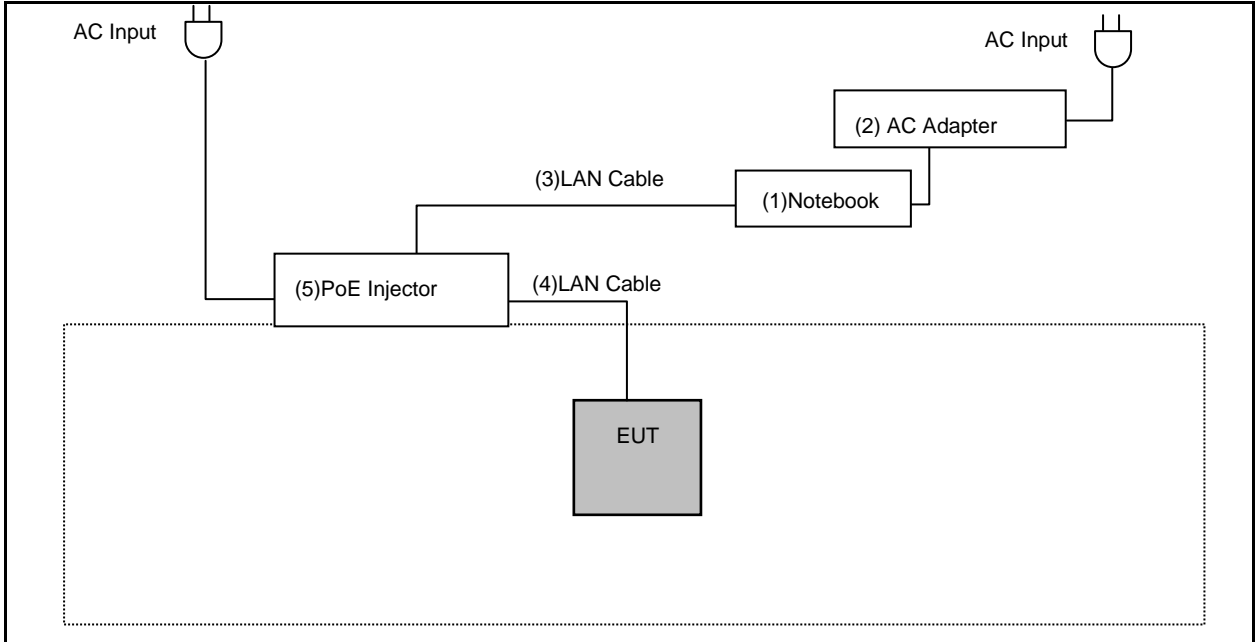 AC Input
AC Input
(2) AC Adapter
(3)LAN Cable
(1)Notebook
(5)PoE Injector
(4)LAN Cable
EUT